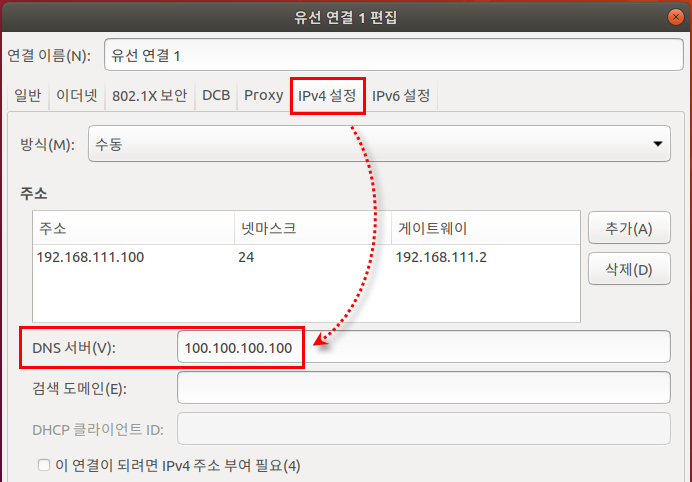 유선 연결 1 편집
연결 이름(N): 유선 연결 1
일반 이더넷 802.1X 보안 DCB Proxy IPv4 설정 IPv6 설정
방식(M): 수동
주소
주소 넷마스크 게이트웨이 추가(A)
192.168.111.100 24 192.168.111.2
삭제(D)
DNS 서버(V): 100.100.100.100
검색 도메인(E):
DHCP 클라이언트 ID:
이 연결이 되려면 IPv4 주소 부여 필요(4)